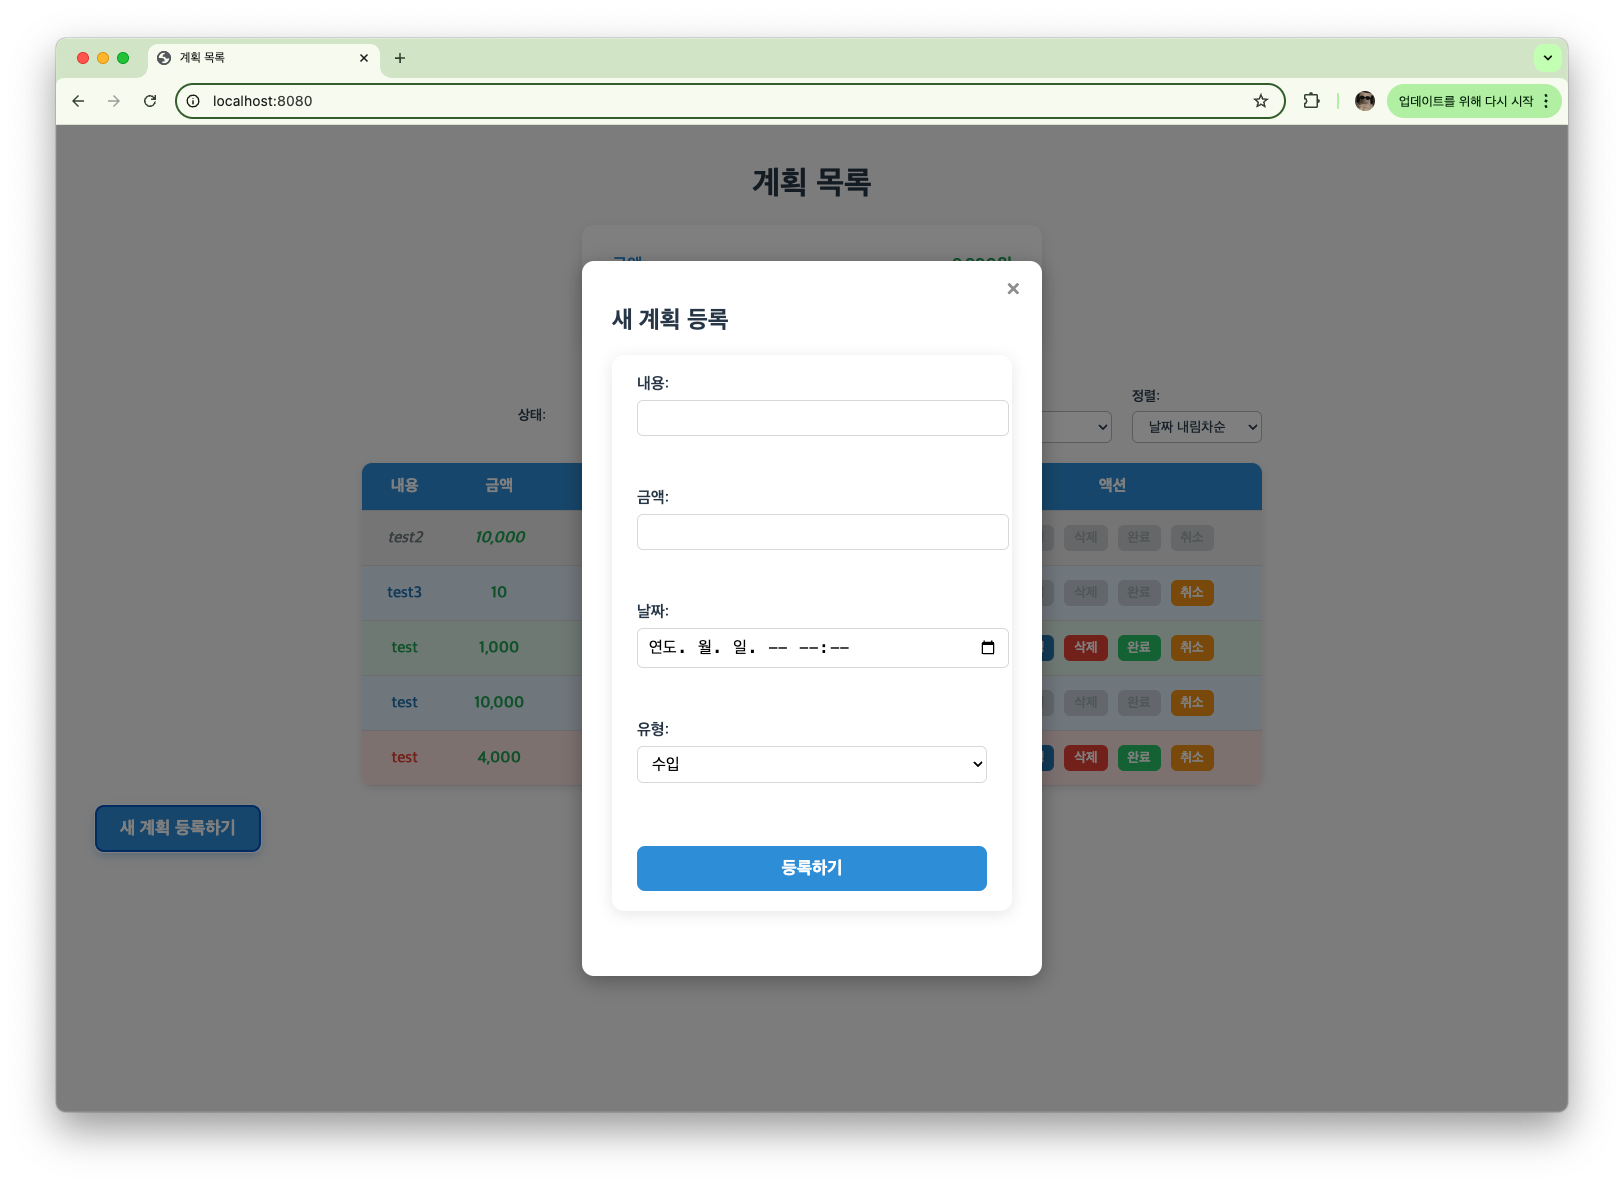 계획 목록
localhost:8080
업데이트를 위해 다시 시작
계획 목록
새 계획 등록
내용:
금액:
날짜:
연도. 월. 일. -- --:--
유형:
수입
등록하기
상태:
정렬:
날짜 내림차순
내용 금액 액션
test2 10,000 삭제 완료 취소
test3 10 삭제 완료 취소
test 1,000 삭제 완료 취소
test 10,000 삭제 완료 취소
test 4,000 삭제 완료 취소
새 계획 등록하기